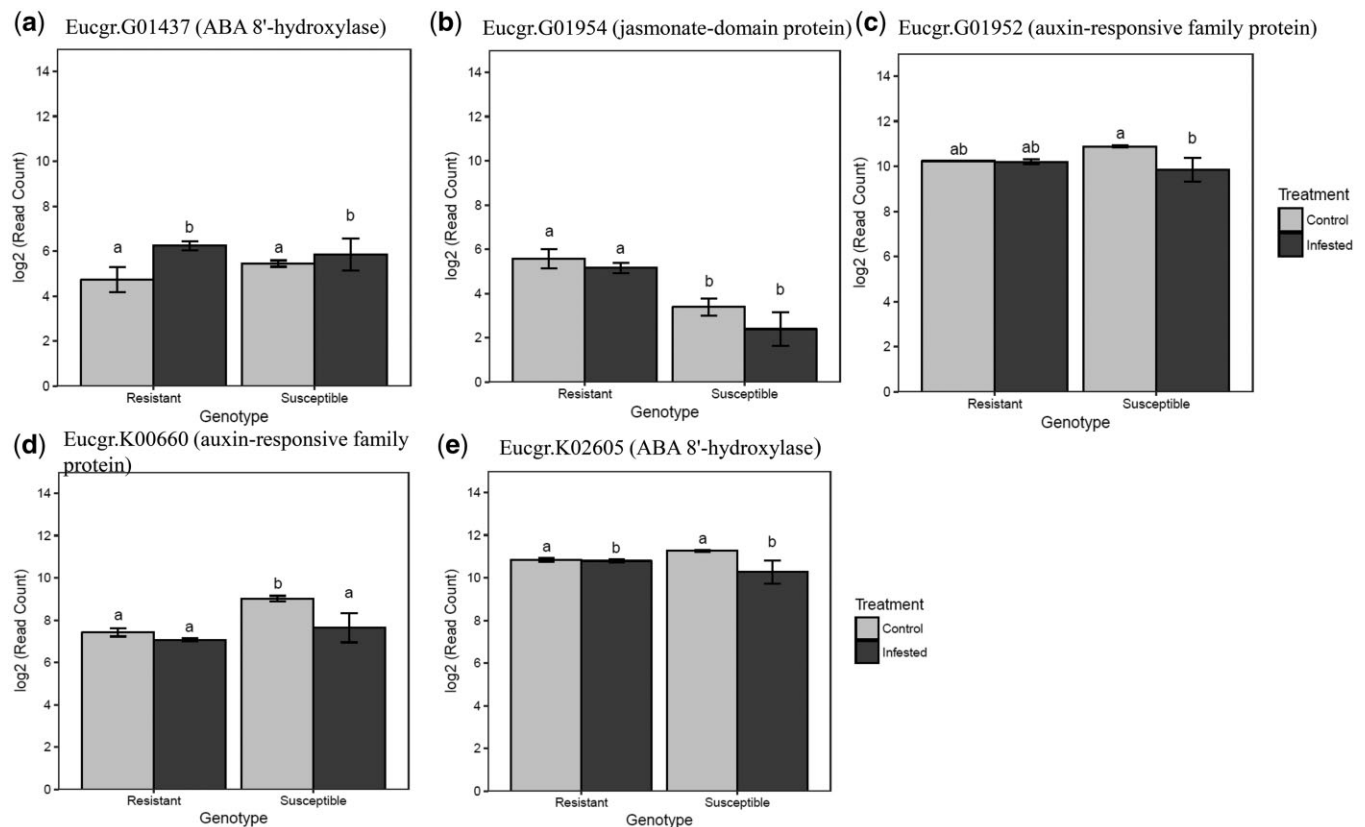 (a) Eucgr.G01437 (ABA 8'-hydroxylase)
14
12
10
8
6
4
2
0
log2 (Read Count)
a
b
a
b
Resistant
Susceptible
Genotype
(b) Eucgr.G01954 (jasmonate-domain protein)
14
12
10
8
6
4
2
0
log2 (Read Count)
a
a
b
b
Resistant
Susceptible
Genotype
(c) Eucgr.G01952 (auxin-responsive family protein)
14
12
10
8
6
4
2
0
log2 (Read Count)
ab
ab
a
b
Resistant
Susceptible
Genotype
Treatment
Control
Infested
(d) Eucgr.K00660 (auxin-responsive family
protein)
14
12
10
8
6
4
2
0
log2 (Read Count)
a
a
b
a
Resistant
Susceptible
Genotype
(e) Eucgr.K02605 (ABA 8'-hydroxylase)
14
12
10
8
6
4
2
0
log2 (Read Count)
a
b
a
b
Resistant
Susceptible
Genotype
Treatment
Control
Infested